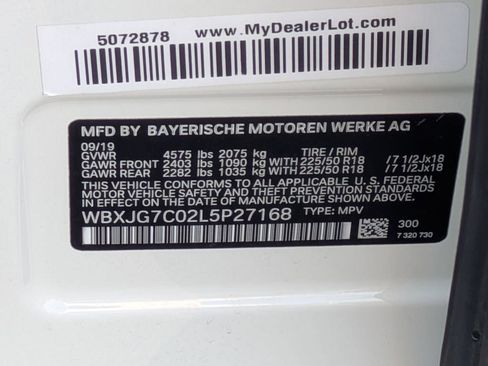 5072878 www.MyDealerLot.com
MFD BY BAYERISCHE MOTOREN WERKE AG
09/19
GVWR 4575 lbs 2075 kg TIRE / RIM
GAWR FRONT 2403 lbs 1090 kg WITH 225/50 R18 /7 1/2Jx18
GAWR REAR 2282 lbs 1035 kg WITH 225/50 R18 /7 1/2Jx18
THIS VEHICLE CONFORMS TO ALL APPLICABLE U. S. FEDERAL
MOTOR VEHICLE SAFETY, BUMPER, AND THEFT PREVENTION STANDARDS
IN EFFECT ON THE DATE OF MANUFACTURE SHOWN ABOVE.
WBXJG7C02L5P27168 TYPE: MPV
300
7 320 730